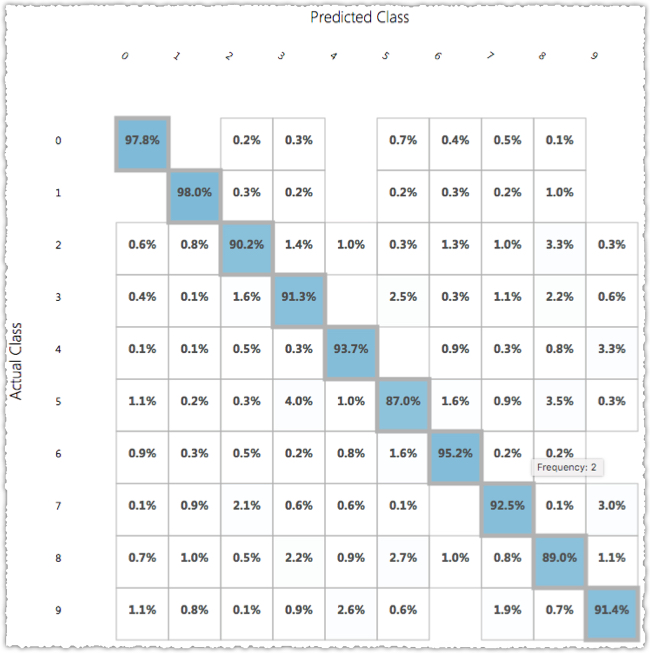 Predicted Class
0 1 2 3 4 5 6 7 8 9
0 97.8% 0.2% 0.3% 0.7% 0.4% 0.5% 0.1%
1 98.0% 0.3% 0.2% 0.2% 0.3% 0.2% 1.0%
2 0.6% 0.8% 90.2% 1.4% 1.0% 0.3% 1.3% 1.0% 3.3% 0.3%
3 0.4% 0.1% 1.6% 91.3% 2.5% 0.3% 1.1% 2.2% 0.6%
4 0.1% 0.1% 0.5% 0.3% 93.7% 0.9% 0.3% 0.8% 3.3%
Actual Class
5 1.1% 0.2% 0.3% 4.0% 1.0% 87.0% 1.6% 0.9% 3.5% 0.3%
6 0.9% 0.3% 0.5% 0.2% 0.8% 1.6% 95.2% 0.2% 0.2%
Frequency: 2
7 0.1% 0.9% 2.1% 0.6% 0.6% 0.1% 92.5% 0.1% 3.0%
8 0.7% 1.0% 0.5% 2.2% 0.9% 2.7% 1.0% 0.8% 89.0% 1.1%
9 1.1% 0.8% 0.1% 0.9% 2.6% 0.6% 1.9% 0.7% 91.4%